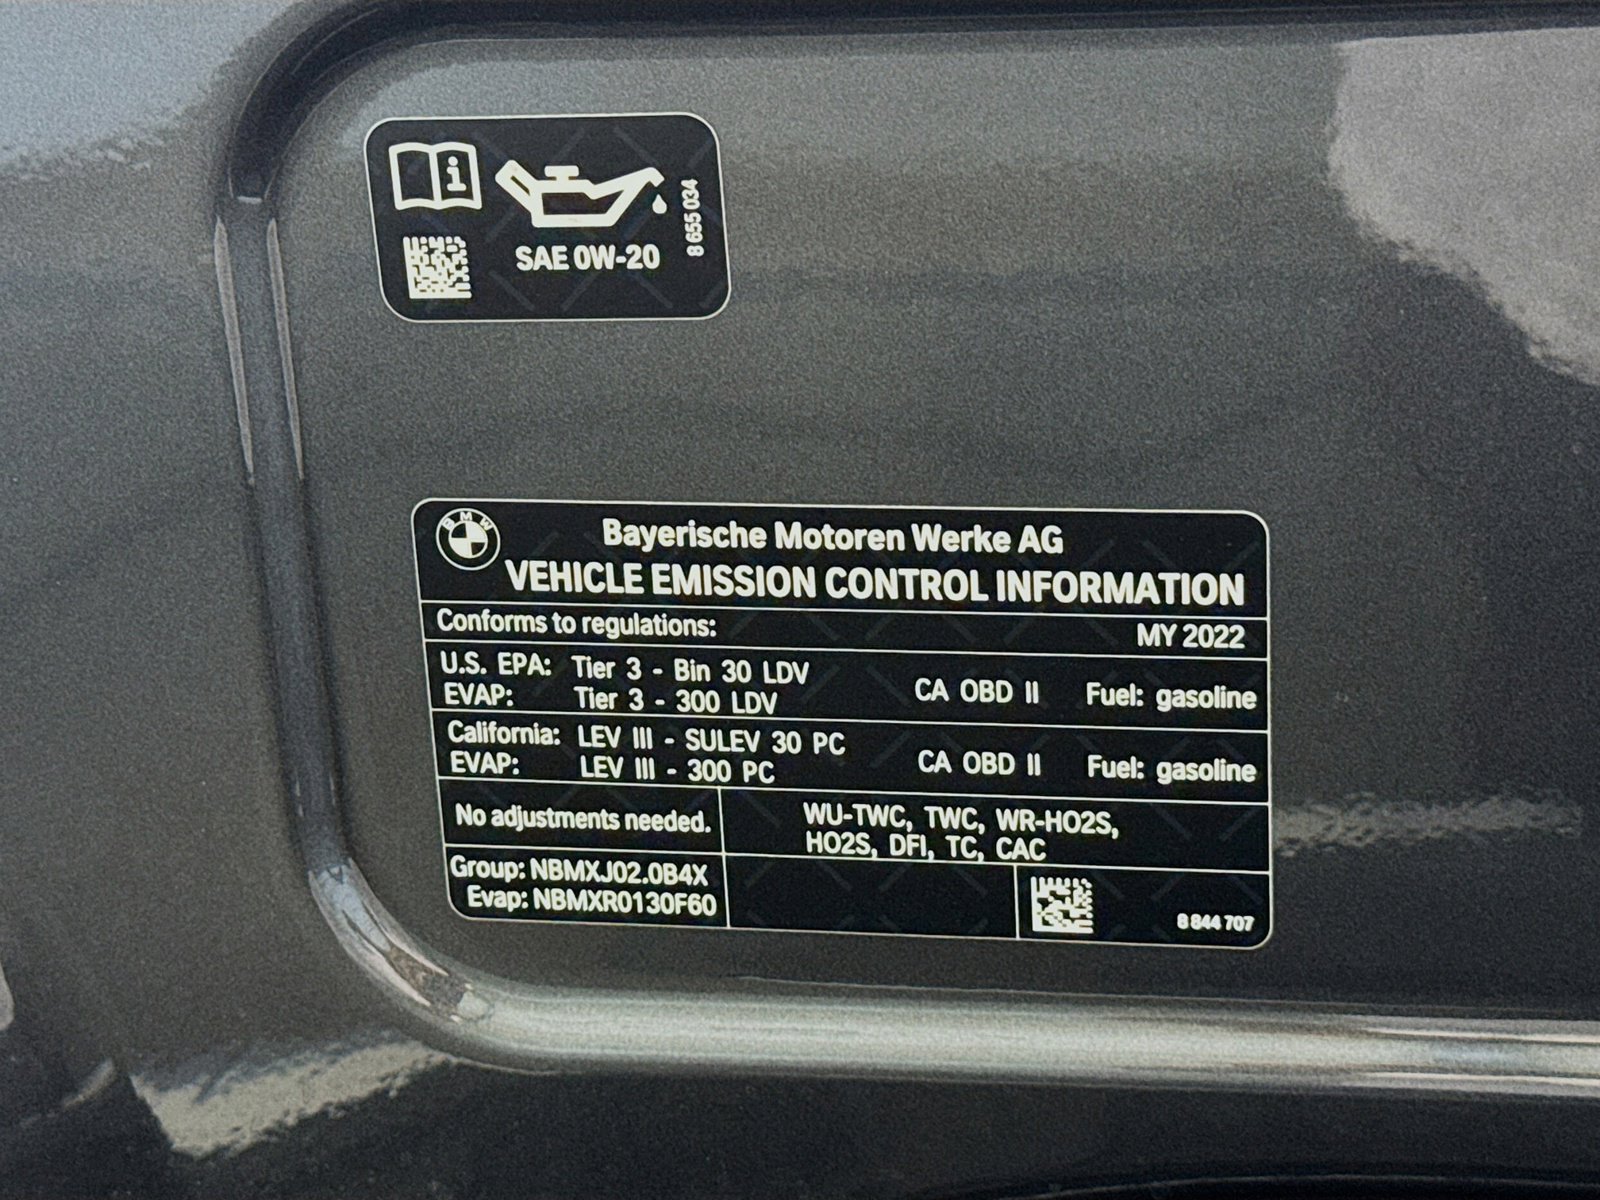 i
SAE 0W-20
8 655 034
BMW
Bayerische Motoren Werke AG
VEHICLE EMISSION CONTROL INFORMATION
Conforms to regulations: MY 2022
U.S. EPA: Tier 3 - Bin 30 LDV
EVAP: Tier 3 - 300 LDV
CA OBD II Fuel: gasoline
California: LEV III - SULEV 30 PC
EVAP: LEV III - 300 PC
CA OBD II Fuel: gasoline
No adjustments needed.
WU-TWC, TWC, WR-HO2S,
HO2S, DFI, TC, CAC
Group: NBMXJ02.0B4X
Evap: NBMXR0130F60
8 844 707